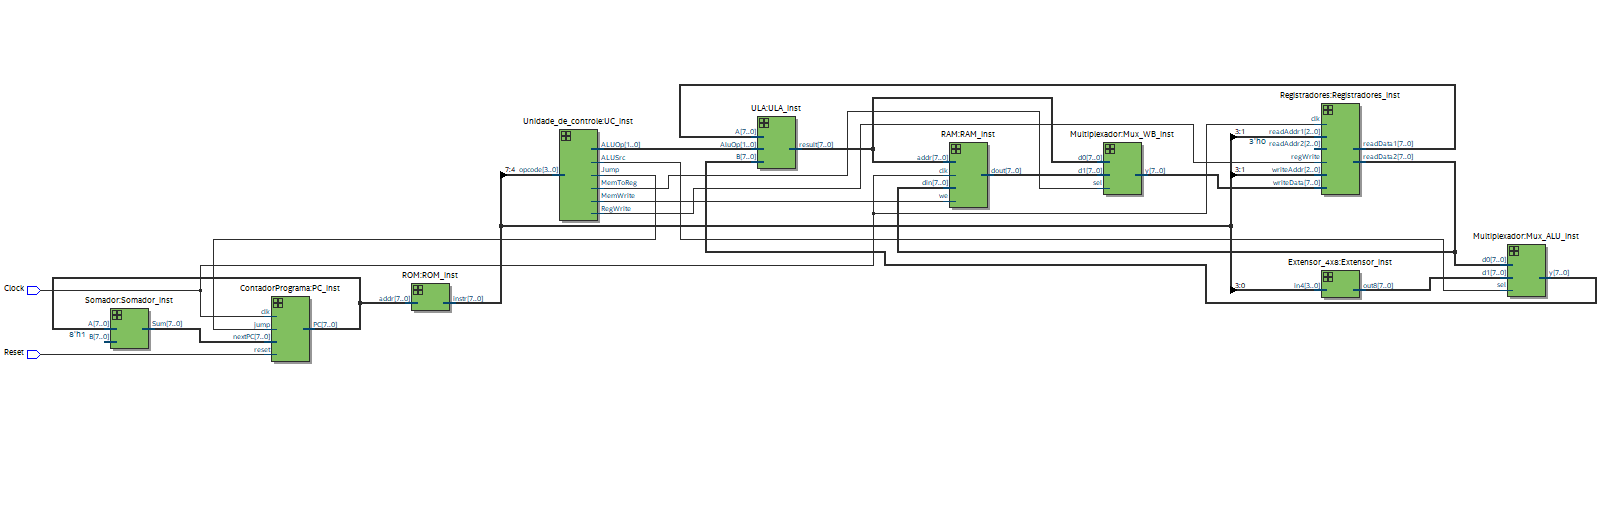 Clock
Reset
Somador:Somador_Inst
A[7..0]
8'h1 B[7..0]
Sum[7..0]
ContadorPrograma:PC_Inst
clk
jump
nextPC[7..0]
reset
PC[7..0]
ROM:ROM_Inst
addr[7..0]
instr[7..0]
Unidade_de_controle:UC_Inst
7:4 opcode[3..0]
ALUOp[1..0]
ALUSrc
Jump
MemToReg
MemWrite
RegWrite
ULA:ULA_Inst
A[7..0]
AluOp[1..0]
B[7..0]
result[7..0]
RAM:RAM_Inst
addr[7..0]
clk
din[7..0]
we
dout[7..0]
Multiplexador:Mux_WB_Inst
d0[7..0]
d1[7..0]
sel
y[7..0]
Registradores:Registradores_Inst
clk
3:1 readAddr1[2..0]
3'h0 readAddr2[2..0]
regWrite
3:1 writeAddr[2..0]
writeData[7..0]
readData1[7..0]
readData2[7..0]
Extensor_4x8:Extensor_Inst
3:0 in4[3..0]
out8[7..0]
Multiplexador:Mux_ALU_Inst
d0[7..0]
d1[7..0]
sel
y[7..0]